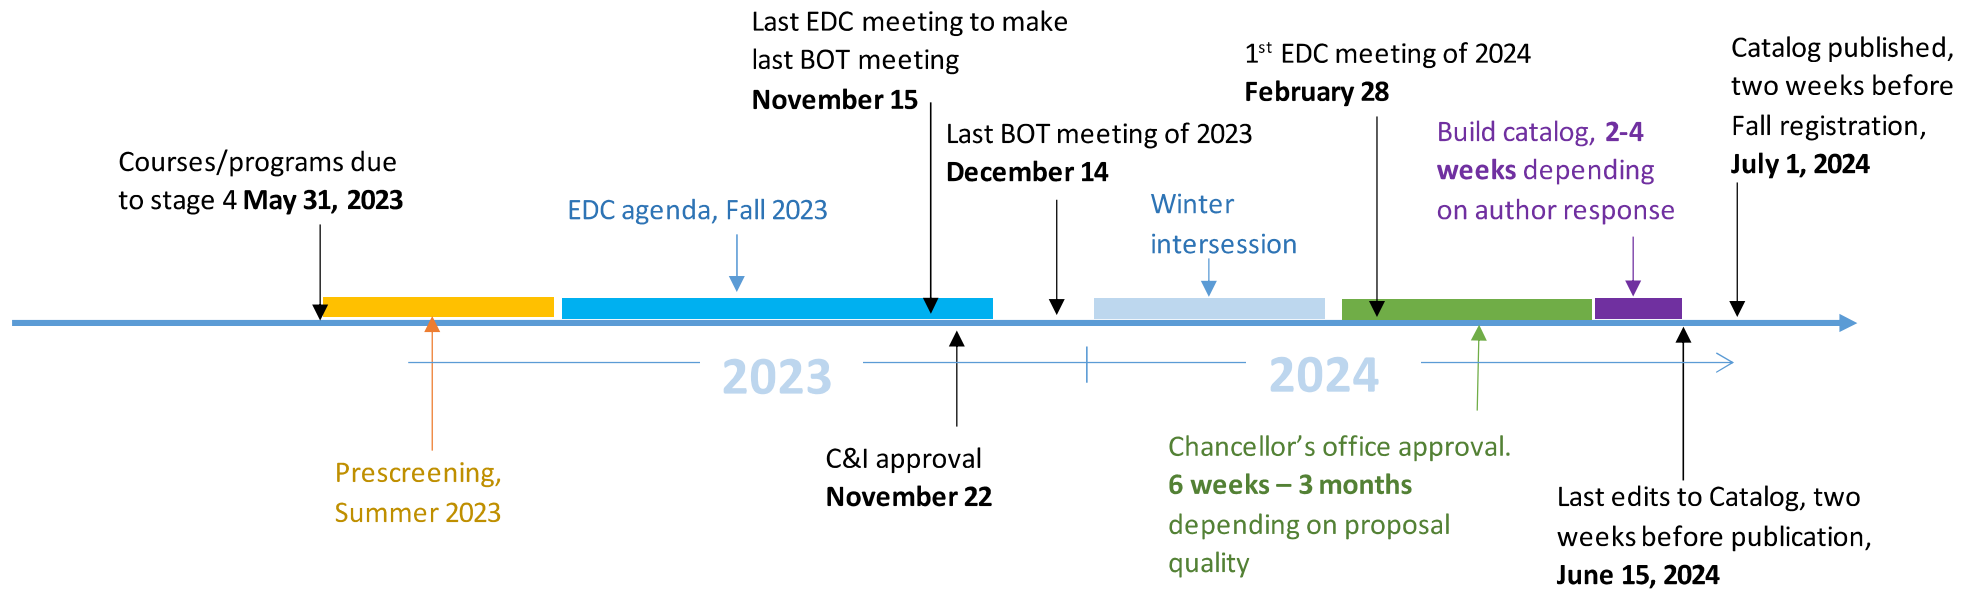 Last EDC meeting to make
last BOT meeting
November 15
1st EDC meeting of 2024
February 28
Catalog published,
two weeks before
Fall registration,
July 1, 2024
Last BOT meeting of 2023
December 14
Build catalog, 2-4
weeks depending
on author response
Courses/programs due
to stage 4 May 31, 2023
EDC agenda, Fall 2023
Winter
intersession
2023
2024
Prescreening,
Summer 2023
C&I approval
November 22
Chancellor’s office approval.
6 weeks – 3 months
depending on proposal
quality
Last edits to Catalog, two
weeks before publication,
June 15, 2024